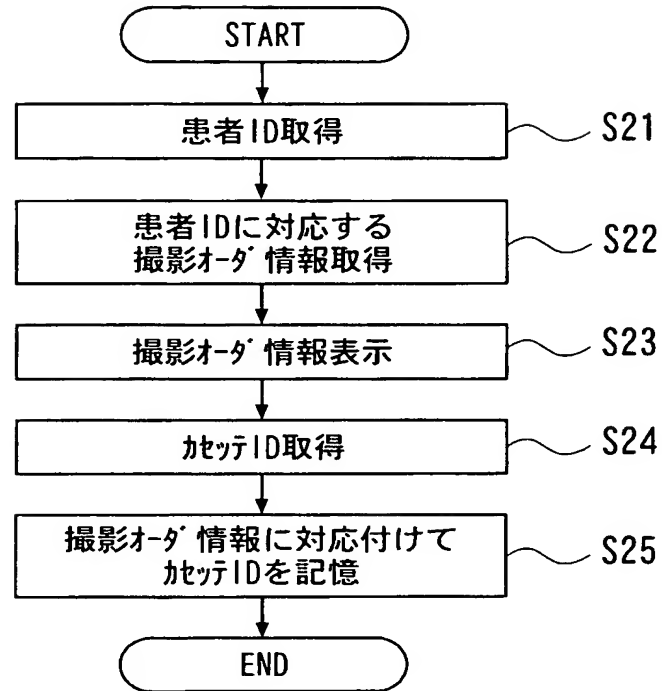 START
患者ID取得
S21
患者IDに対応する
撮影ｵｰﾀﾞ情報取得
S22
撮影ｵｰﾀﾞ情報表示
S23
ｶｾｯﾃID取得
S24
撮影ｵｰﾀﾞ情報に対応付けて
ｶｾｯﾃIDを記憶
S25
END